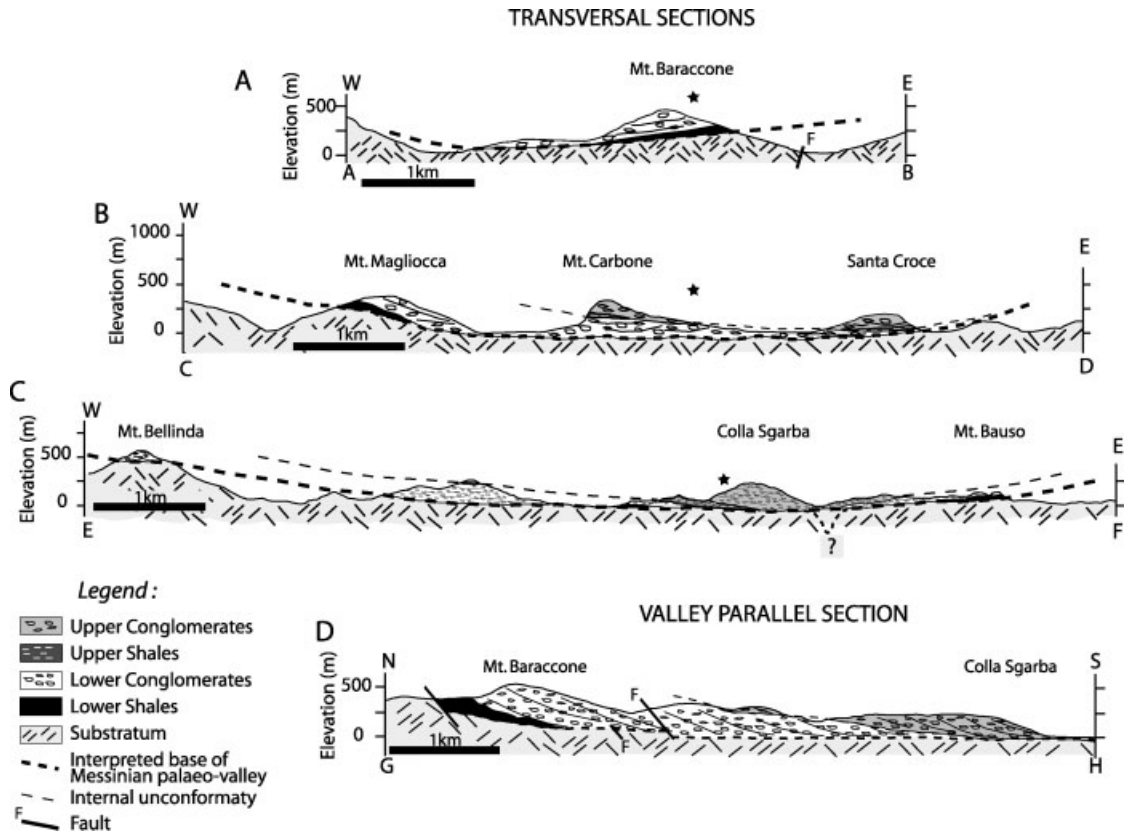 TRANSVERSAL SECTIONS
A
W
Mt. Baraccone
E
Elevation (m)
500
0
F
A
1km
B
B
W
E
Elevation (m)
1000
500
0
Mt. Magliocca
Mt. Carbone
Santa Croce
1km
C
D
C
W
E
Elevation (m)
500
0
Mt. Bellinda
Colla Sgarba
Mt. Bauso
1km
E
?
F
Legend :
Upper Conglomerates
Upper Shales
Lower Conglomerates
Lower Shales
Substratum
Interpreted base of
Messinian palaeo-valley
Internal unconformaty
F
Fault
VALLEY PARALLEL SECTION
D
N
Mt. Baraccone
Colla Sgarba
S
Elevation (m)
500
0
F
F
1km
G
H